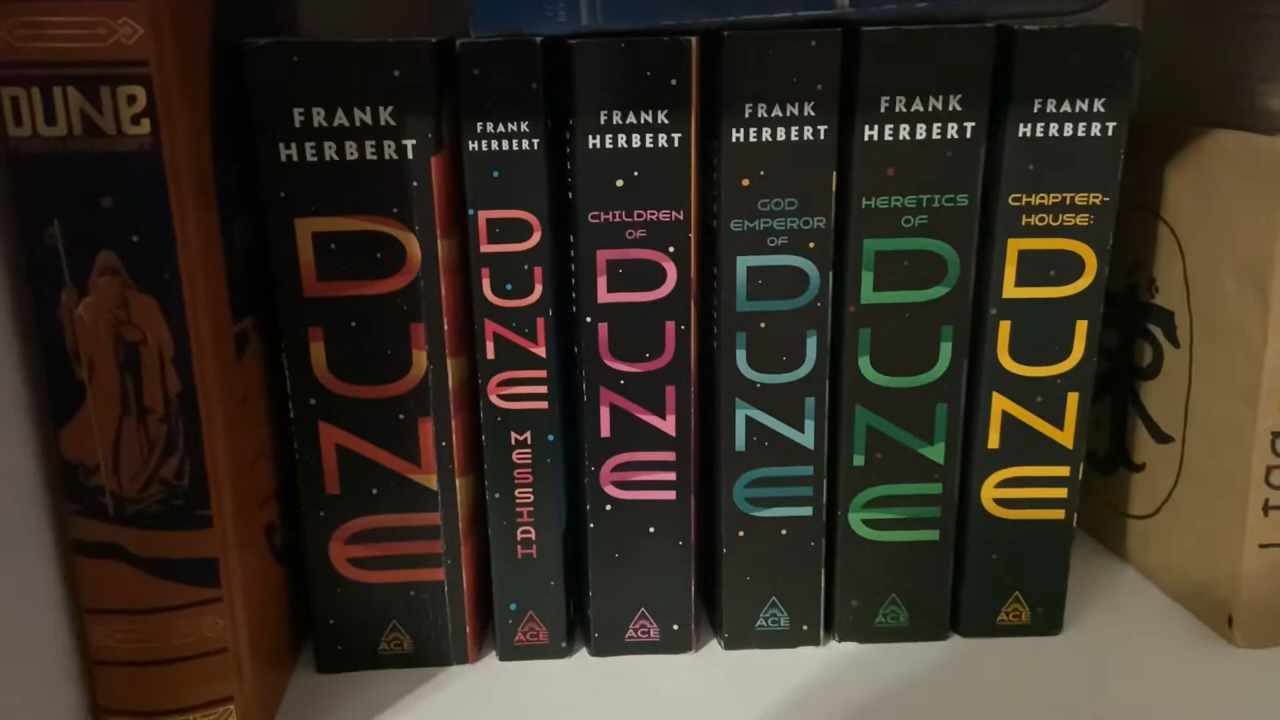 DUNE
FRANK
HERBERT
DUNE
ACE
FRANK
HERBERT
DUNE
MESSIAH
ACE
FRANK
HERBERT
CHILDREN
OF
DUNE
ACE
FRANK
HERBERT
GOD
EMPEROR
OF
DUNE
ACE
FRANK
HERBERT
HERETICS
OF
DUNE
ACE
FRANK
HERBERT
CHAPTER-
HOUSE:
DUNE
ACE